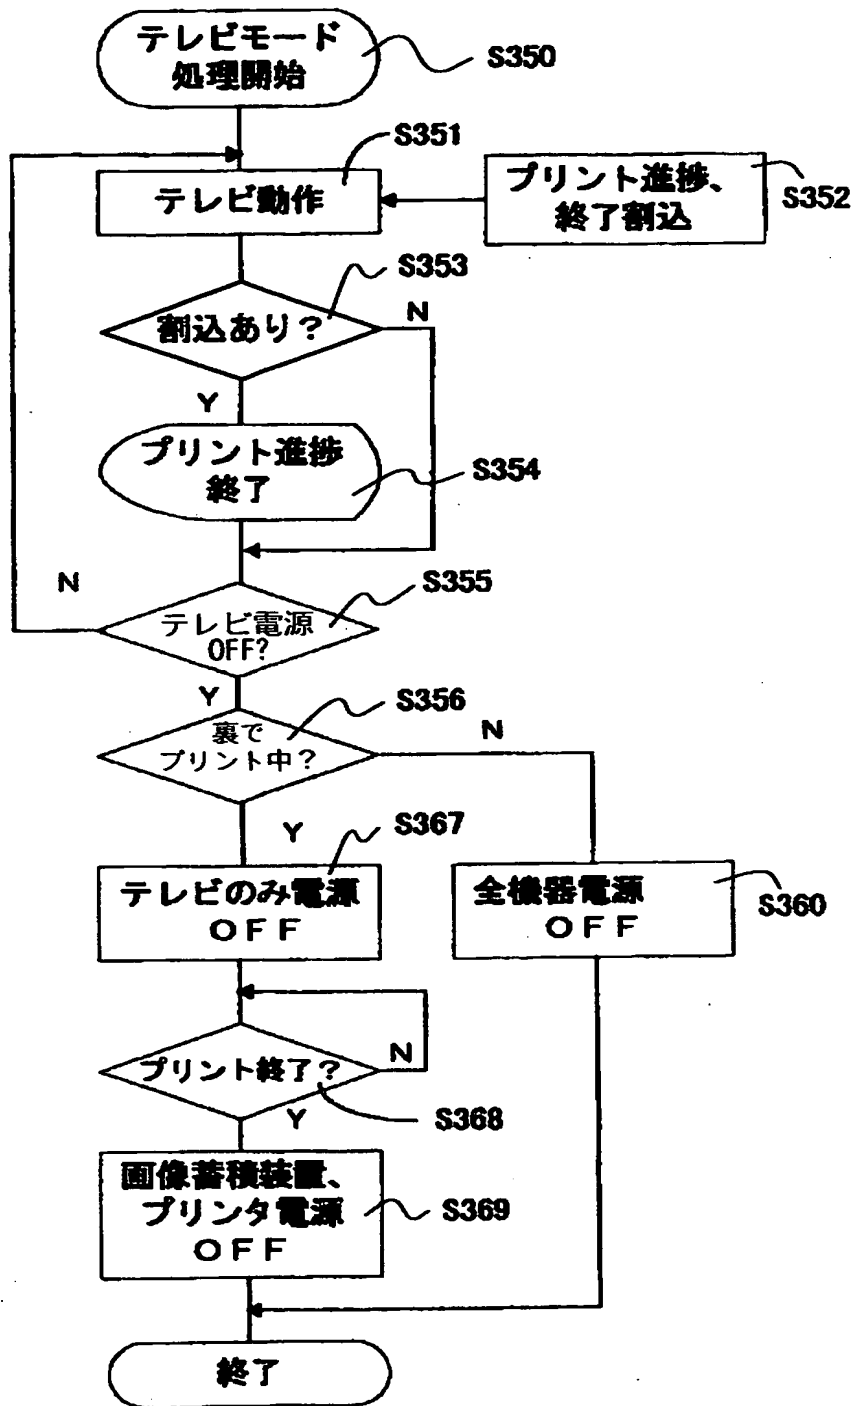 テレビモード
処理開始
S350
S351
テレビ動作
プリント進捗、
終了割込
S352
S353
割込あり？
N
Y
プリント進捗
終了
S354
N
S355
テレビ電源
OFF?
Y
S356
裏で
プリント中？
N
Y
S367
テレビのみ電源
ＯＦＦ
全機器電源
ＯＦＦ
S360
プリント終了？
N
Y
S368
画像蓄積装置、
プリンタ電源
ＯＦＦ
S369
終了